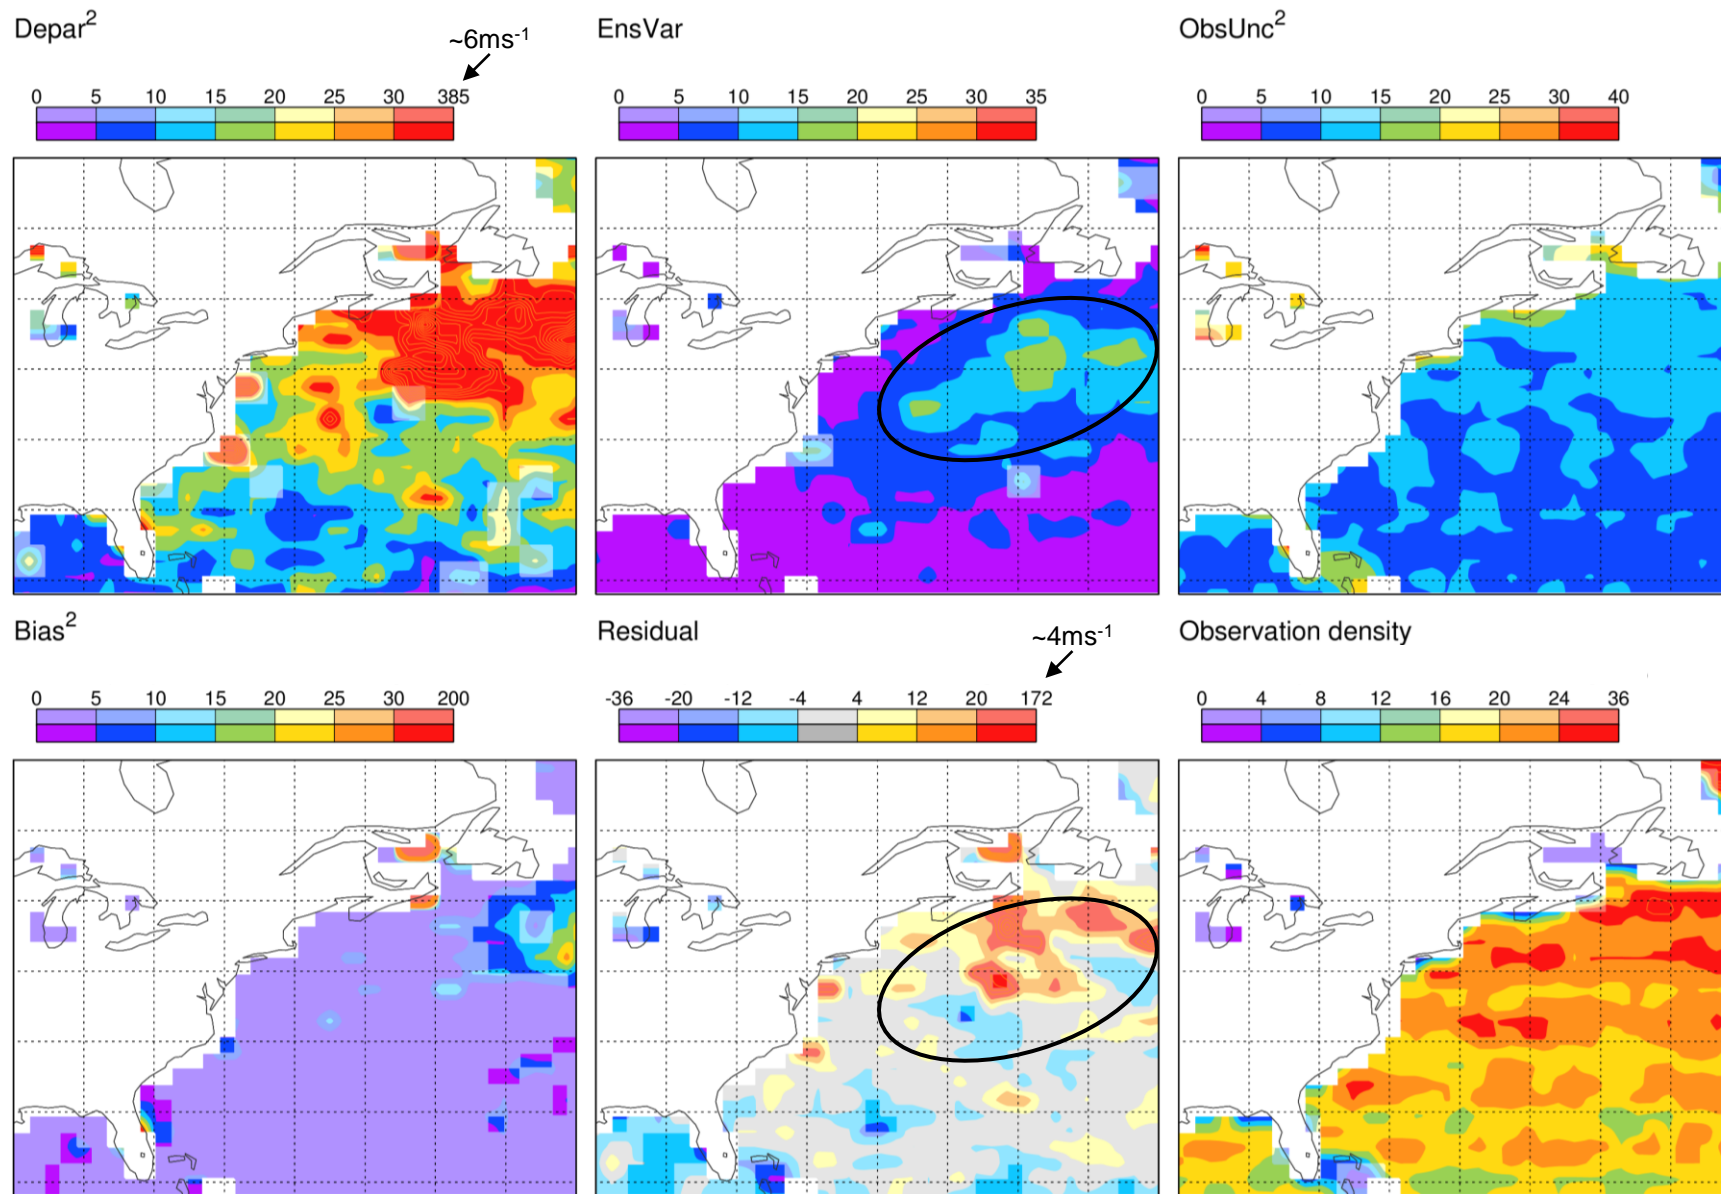 Depar²
EnsVar
ObsUnc²
~6ms⁻¹
0 5 10 15 20 25 30 385
0 5 10 15 20 25 30 35
0 5 10 15 20 25 30 40
Bias²
Residual
Observation density
~4ms⁻¹
0 5 10 15 20 25 30 200
-36 -20 -12 -4 4 12 20 172
0 4 8 12 16 20 24 36